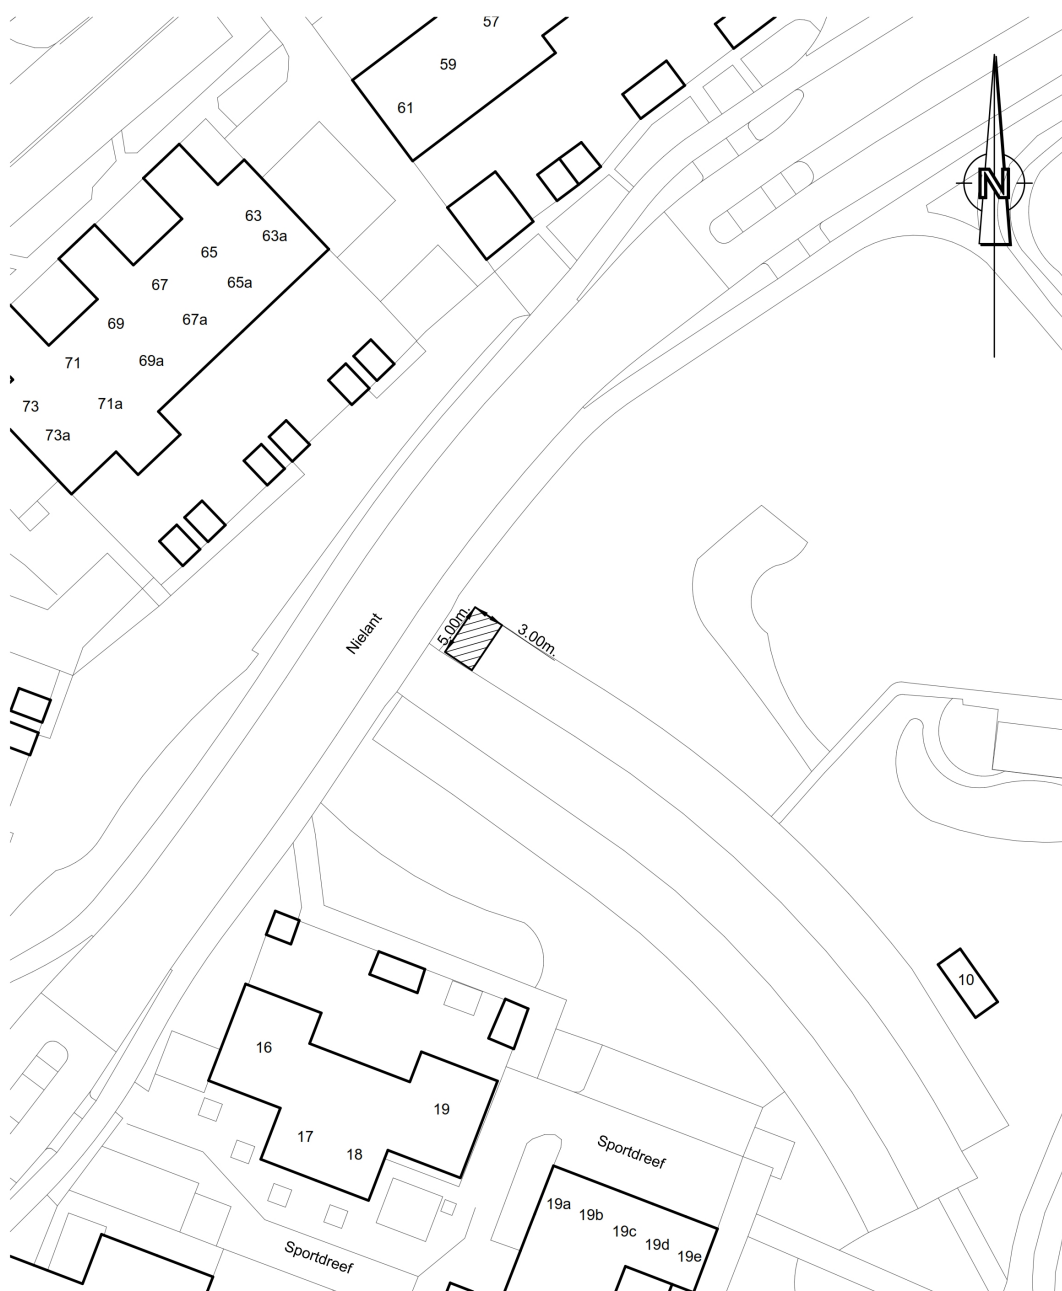 57
59
61
N
63
63a
65
65a
67
67a
69
69a
71
71a
73
73a
5.00m.
3.00m.
Nielant
10
16
19
17
18
Sportdreef
19a
19b
19c
19d
19e
Sportdreef